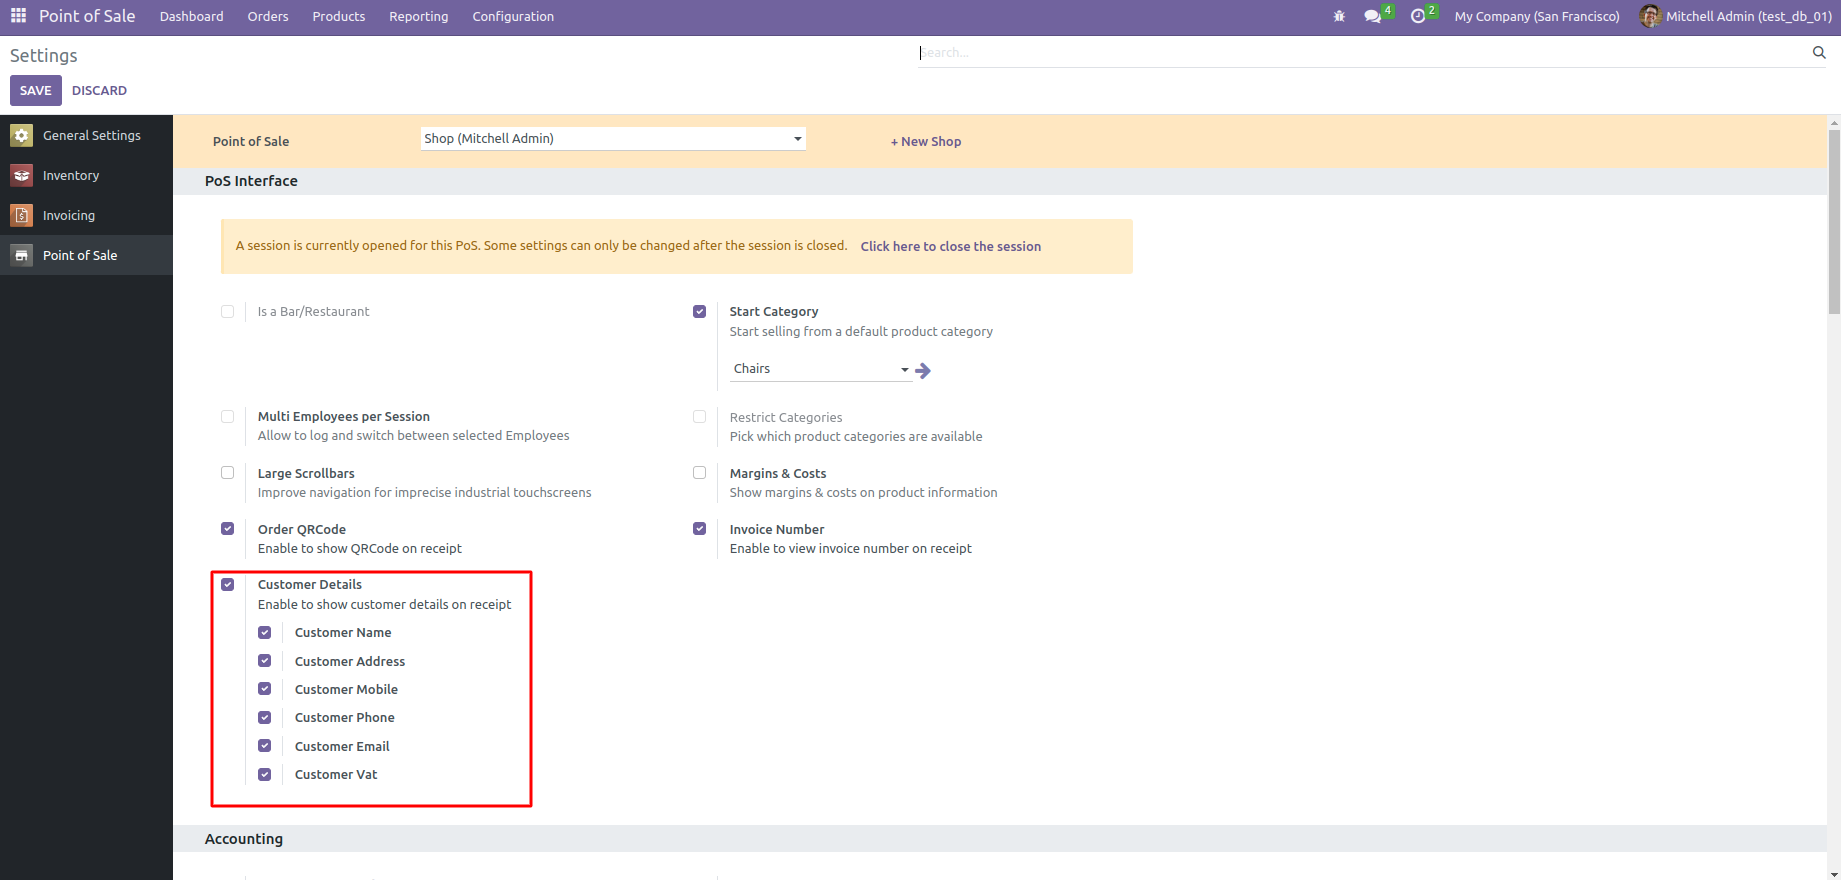 Point of Sale Dashboard Orders Products Reporting Configuration 4 2 My Company (San Francisco) Mitchell Admin (test_db_01)
Settings
Search...
SAVE DISCARD
General Settings
Inventory
Invoicing
Point of Sale
Point of Sale Shop (Mitchell Admin) + New Shop
PoS Interface
A session is currently opened for this PoS. Some settings can only be changed after the session is closed. Click here to close the session
Is a Bar/Restaurant
Start Category
Start selling from a default product category
Chairs
Multi Employees per Session
Allow to log and switch between selected Employees
Restrict Categories
Pick which product categories are available
Large Scrollbars
Improve navigation for imprecise industrial touchscreens
Margins & Costs
Show margins & costs on product information
Order QRCode
Enable to show QRCode on receipt
Invoice Number
Enable to view invoice number on receipt
Customer Details
Enable to show customer details on receipt
Customer Name
Customer Address
Customer Mobile
Customer Phone
Customer Email
Customer Vat
Accounting